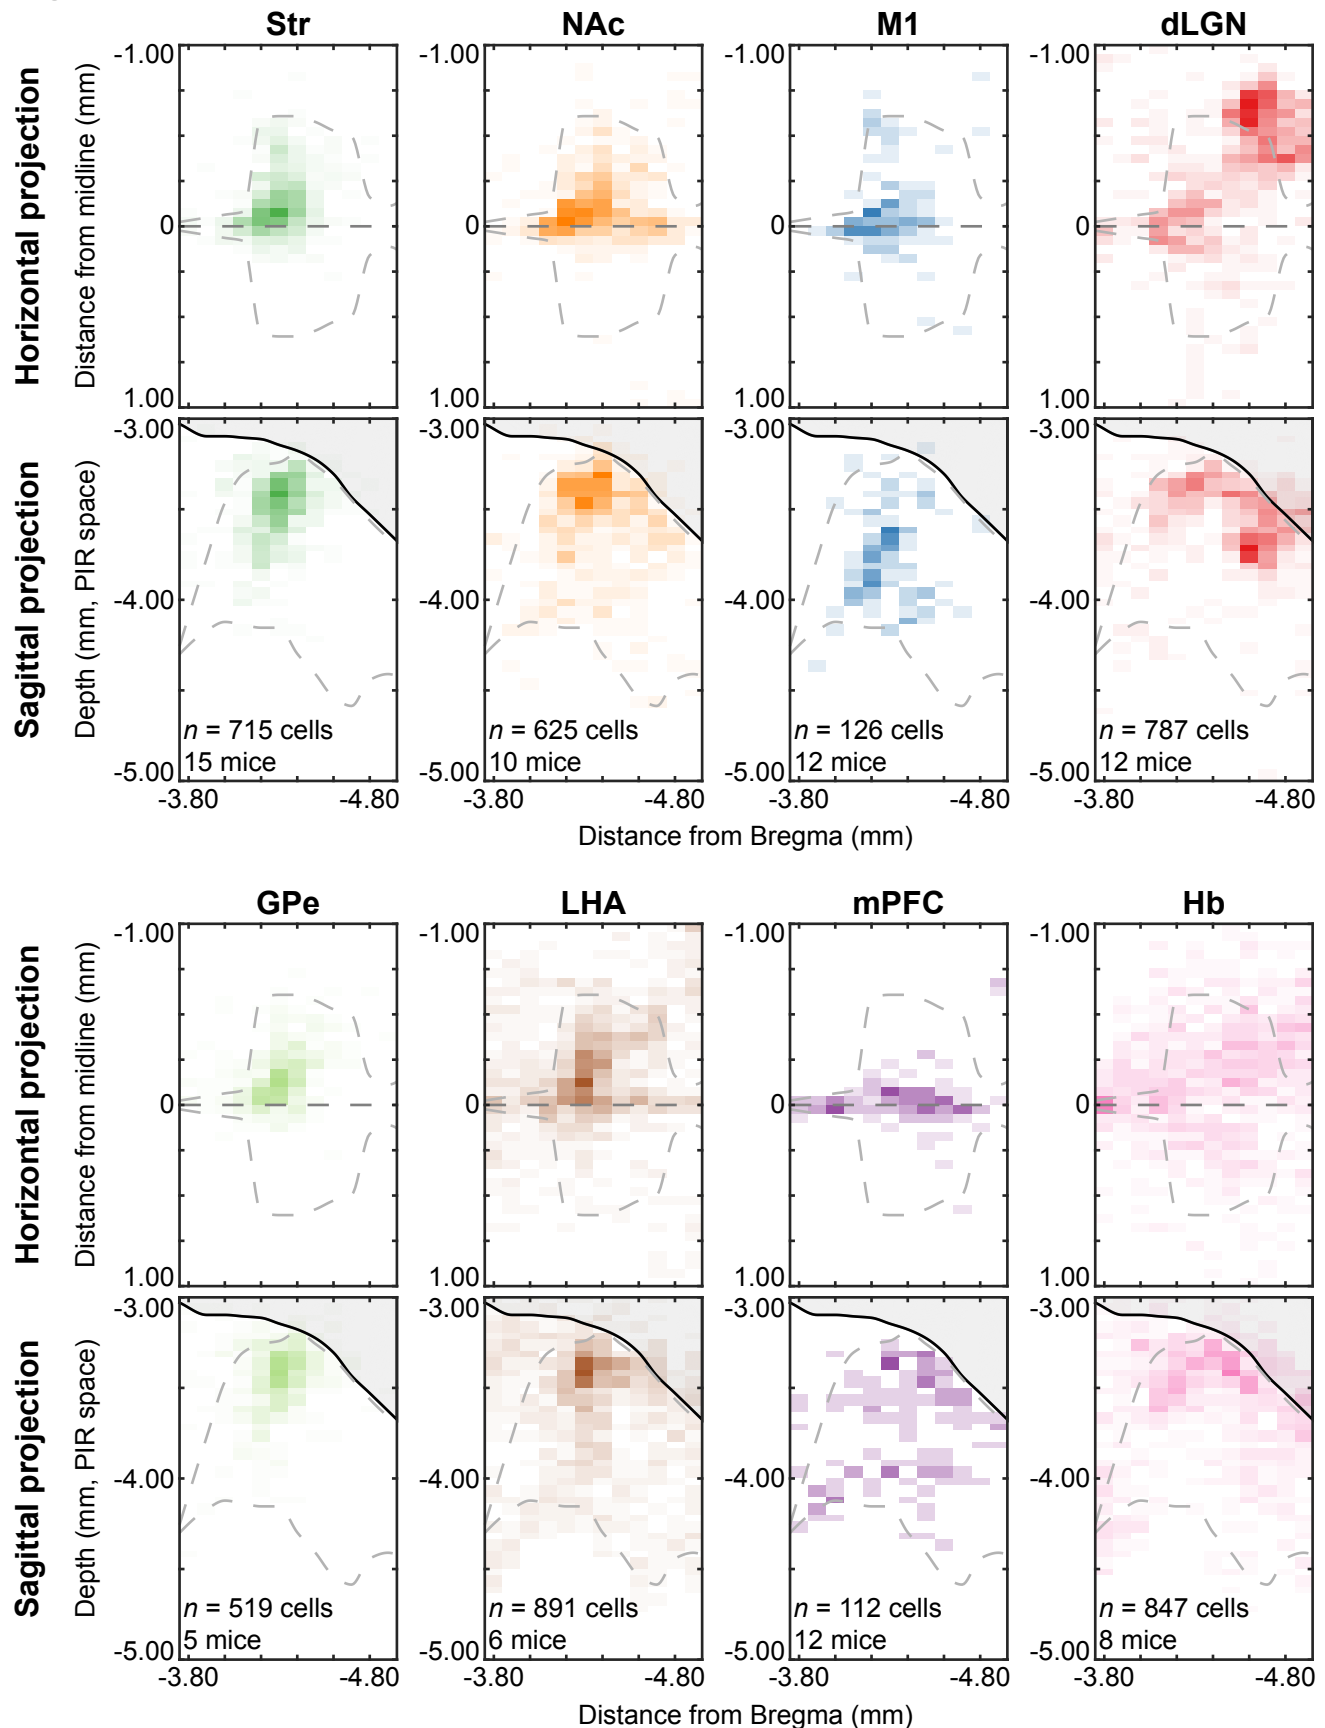 Str
NAc
M1
dLGN
Horizontal projection
Distance from midline (mm)
-1.00
0
1.00
-1.00
0
1.00
-1.00
0
1.00
-1.00
0
1.00
Sagittal projection
Depth (mm, PIR space)
-3.00
-4.00
-5.00
n = 715 cells
15 mice
-3.00
-4.00
-5.00
n = 625 cells
10 mice
-3.00
-4.00
-5.00
n = 126 cells
12 mice
-3.00
-4.00
-5.00
n = 787 cells
12 mice
-3.80 -4.80
-3.80 -4.80
-3.80 -4.80
-3.80 -4.80
Distance from Bregma (mm)
GPe
LHA
mPFC
Hb
Horizontal projection
Distance from midline (mm)
-1.00
0
1.00
-1.00
0
1.00
-1.00
0
1.00
-1.00
0
1.00
Sagittal projection
Depth (mm, PIR space)
-3.00
-4.00
-5.00
n = 519 cells
5 mice
-3.00
-4.00
-5.00
n = 891 cells
6 mice
-3.00
-4.00
-5.00
n = 112 cells
12 mice
-3.00
-4.00
-5.00
n = 847 cells
8 mice
-3.80 -4.80
-3.80 -4.80
-3.80 -4.80
-3.80 -4.80
Distance from Bregma (mm)